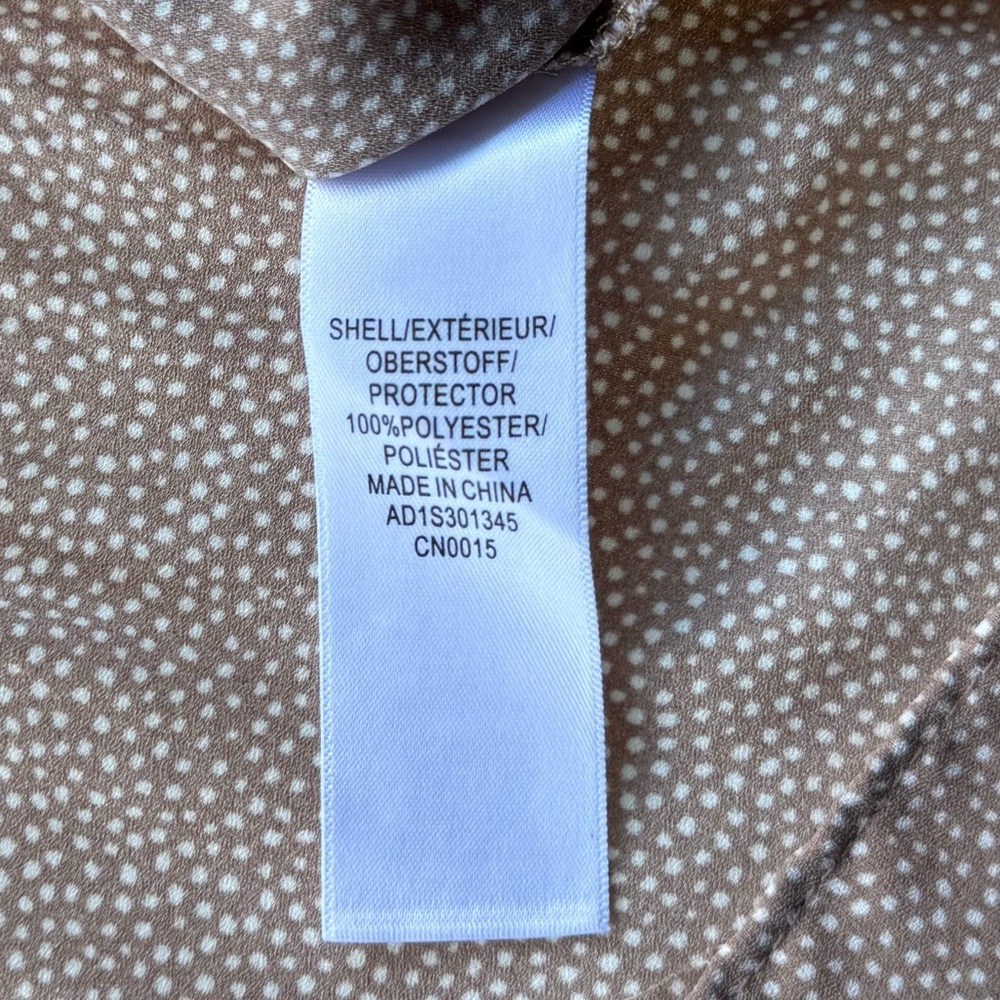 SHELL/EXTÉRIEUR/
OBERSTOFF/
PROTECTOR
100%POLYESTER/
POLIÉSTER
MADE IN CHINA
AD1S301345
CN0015